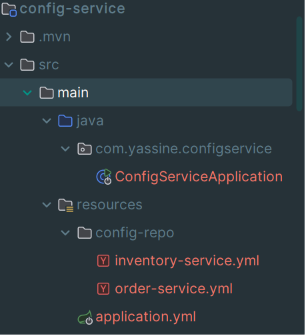 config-service
.mvn
src
main
java
com.yassine.configservice
ConfigServiceApplication
resources
config-repo
inventory-service.yml
order-service.yml
application.yml